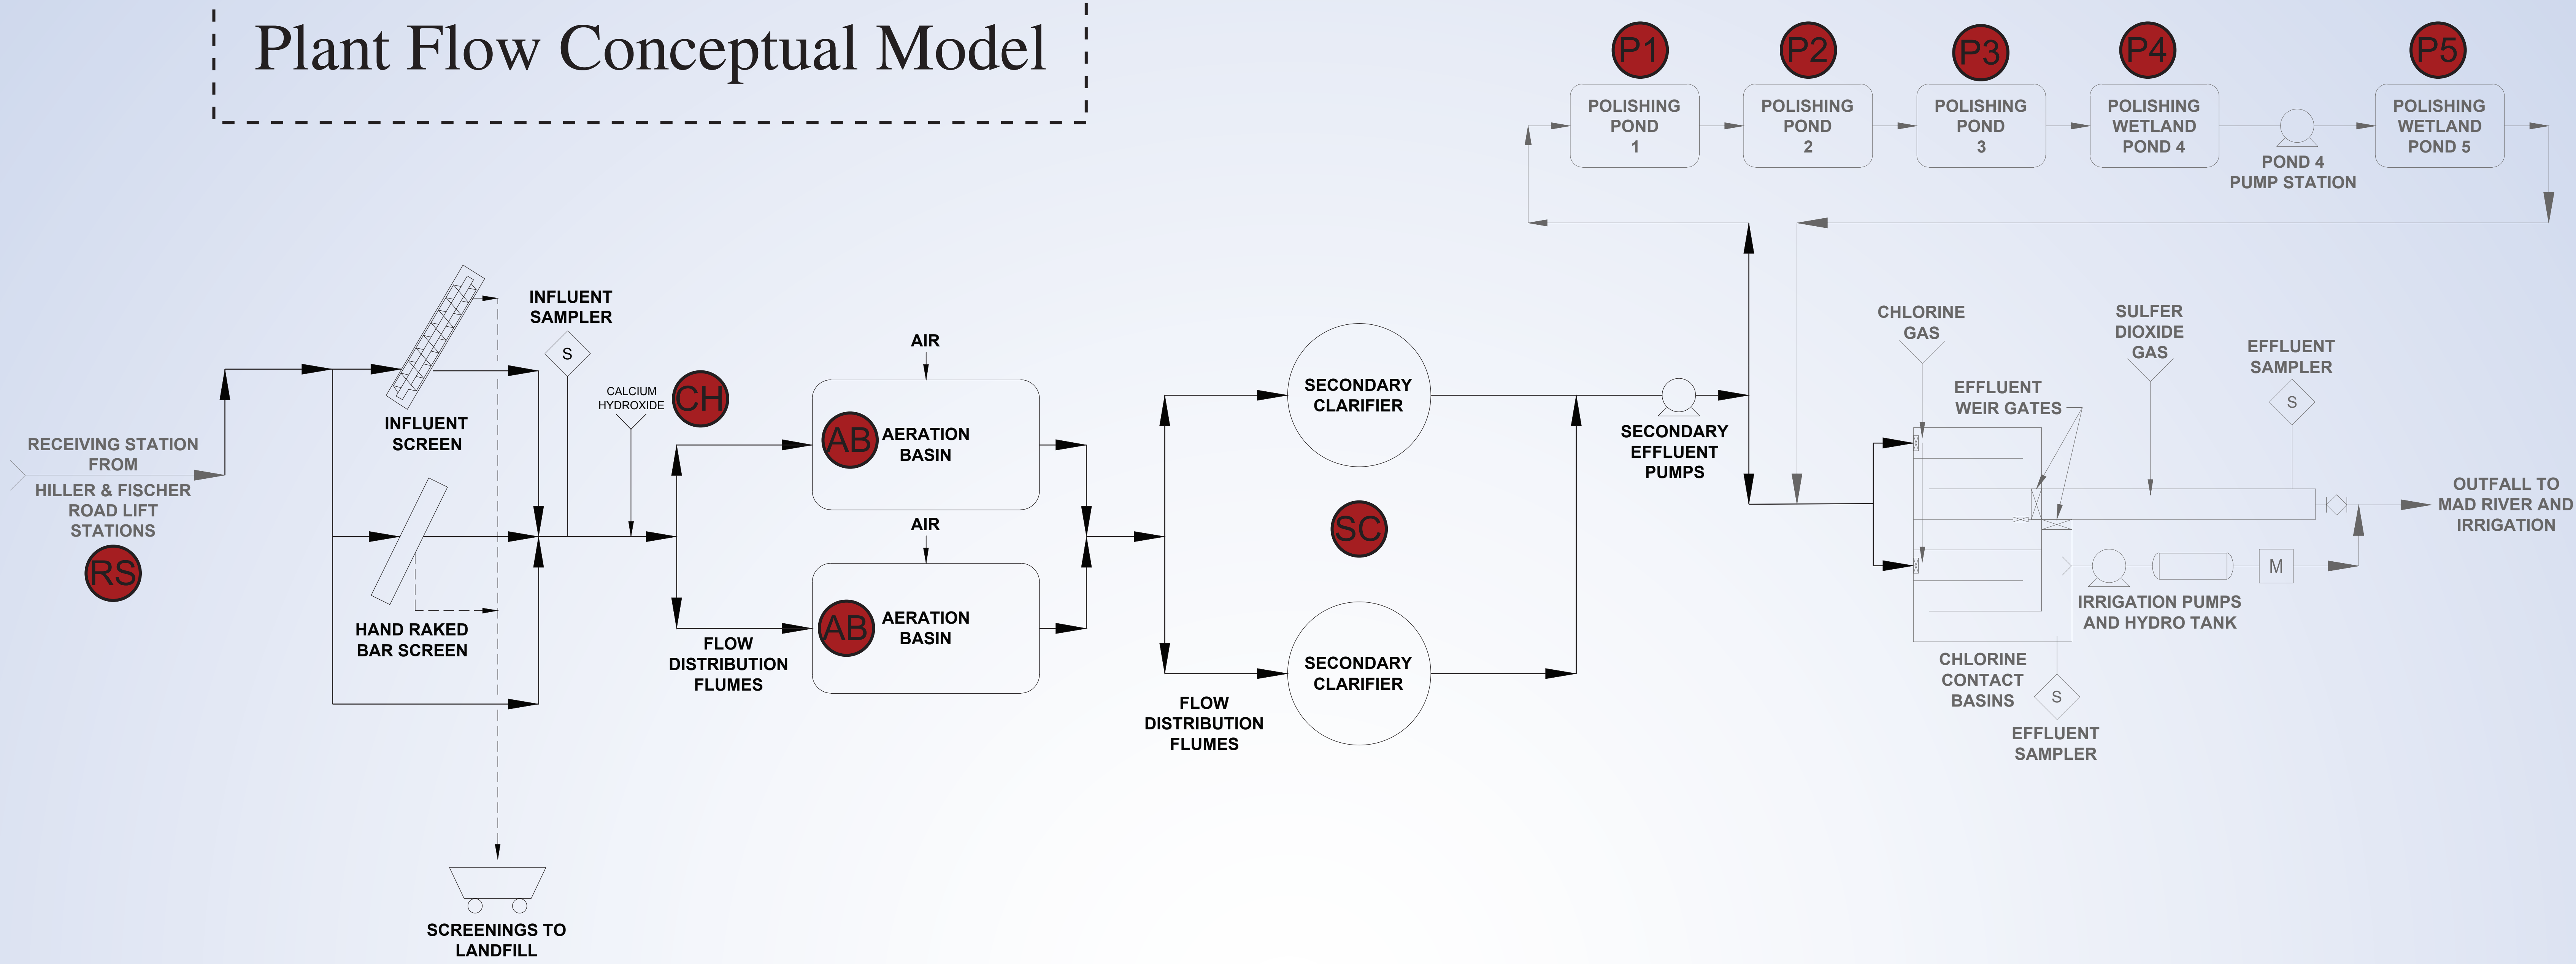 Plant Flow Conceptual Model
P1
P2
P3
P4
P5
POLISHING
POND
1
POLISHING
POND
2
POLISHING
POND
3
POLISHING
WETLAND
POND 4
POND 4
PUMP STATION
POLISHING
WETLAND
POND 5
RECEIVING STATION
FROM
HILLER & FISCHER
ROAD LIFT
STATIONS
RS
INFLUENT
SCREEN
HAND RAKED
BAR SCREEN
SCREENINGS TO
LANDFILL
INFLUENT
SAMPLER
S
CALCIUM
HYDROXIDE
CH
FLOW
DISTRIBUTION
FLUMES
AIR
AB
AERATION
BASIN
AIR
AB
AERATION
BASIN
FLOW
DISTRIBUTION
FLUMES
SECONDARY
CLARIFIER
SC
SECONDARY
CLARIFIER
SECONDARY
EFFLUENT
PUMPS
CHLORINE
GAS
EFFLUENT
WEIR GATES
SULFER
DIOXIDE
GAS
EFFLUENT
SAMPLER
S
OUTFALL TO
MAD RIVER AND
IRRIGATION
M
IRRIGATION PUMPS
AND HYDRO TANK
CHLORINE
CONTACT
BASINS
S
EFFLUENT
SAMPLER